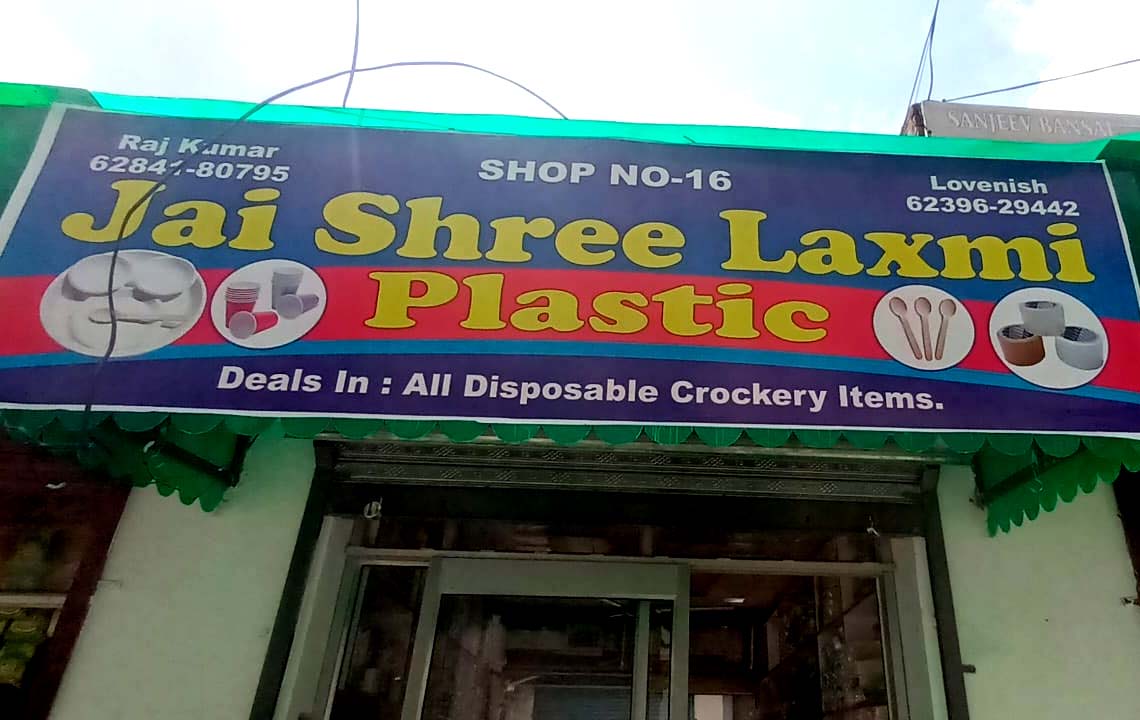 SANJEEV BANSAL
Raj Kumar
62841-80795
SHOP NO-16
Lovenish
62396-29442
Jai Shree Laxmi
Plastic
Deals In : All Disposable Crockery Items.